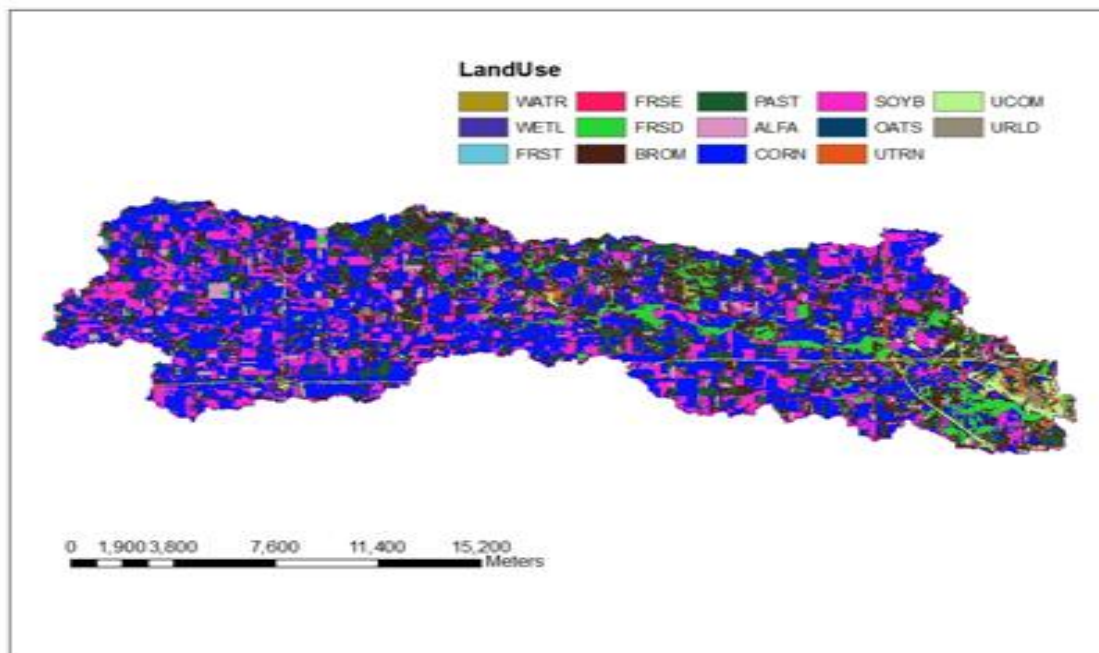 LandUse
WATR FRSE PAST SOYB UCOM
WETL FRSD ALFA OATS URLD
FRST BROM CORN UTRN
0 1,900 3,800 7,600 11,400 15,200
Meters